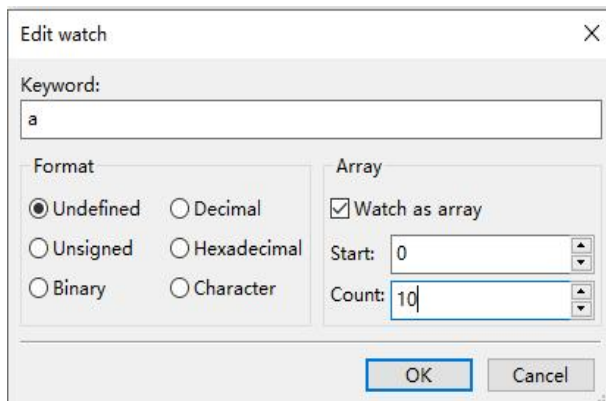 Edit watch
Keyword:
a
Format
Array
Undefined Decimal
Watch as array
Unsigned Hexadecimal
Start: 0
Binary Character
Count: 10
OK Cancel